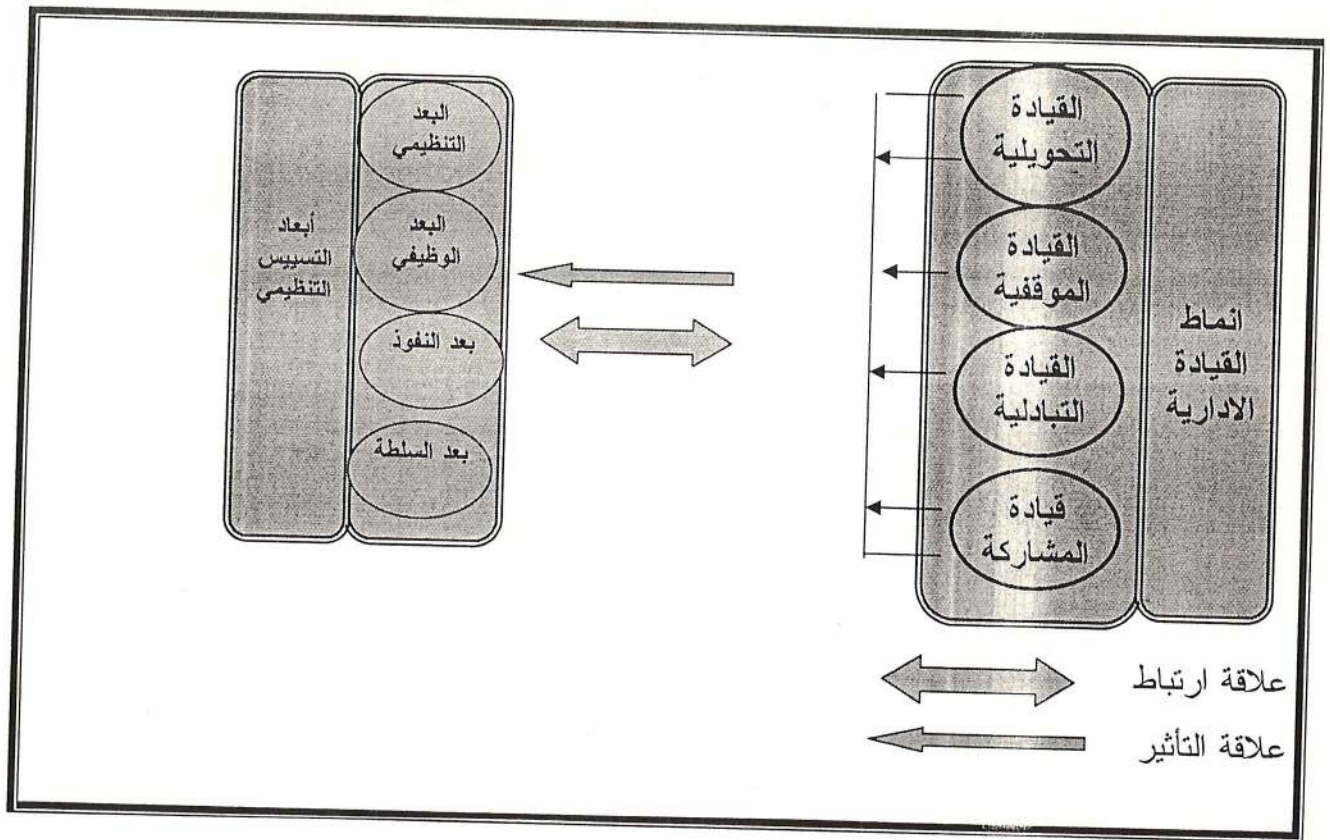 انماط
القيادة
الادارية
القيادة
التحويلية
القيادة
الموقفية
القيادة
التبادلية
قيادة
المشاركة
البعد
التنظيمي
البعد
الوظيفي
بعد النفوذ
بعد السلطة
أبعاد
التسييس
التنظيمي
علاقة ارتباط
علاقة التأثير